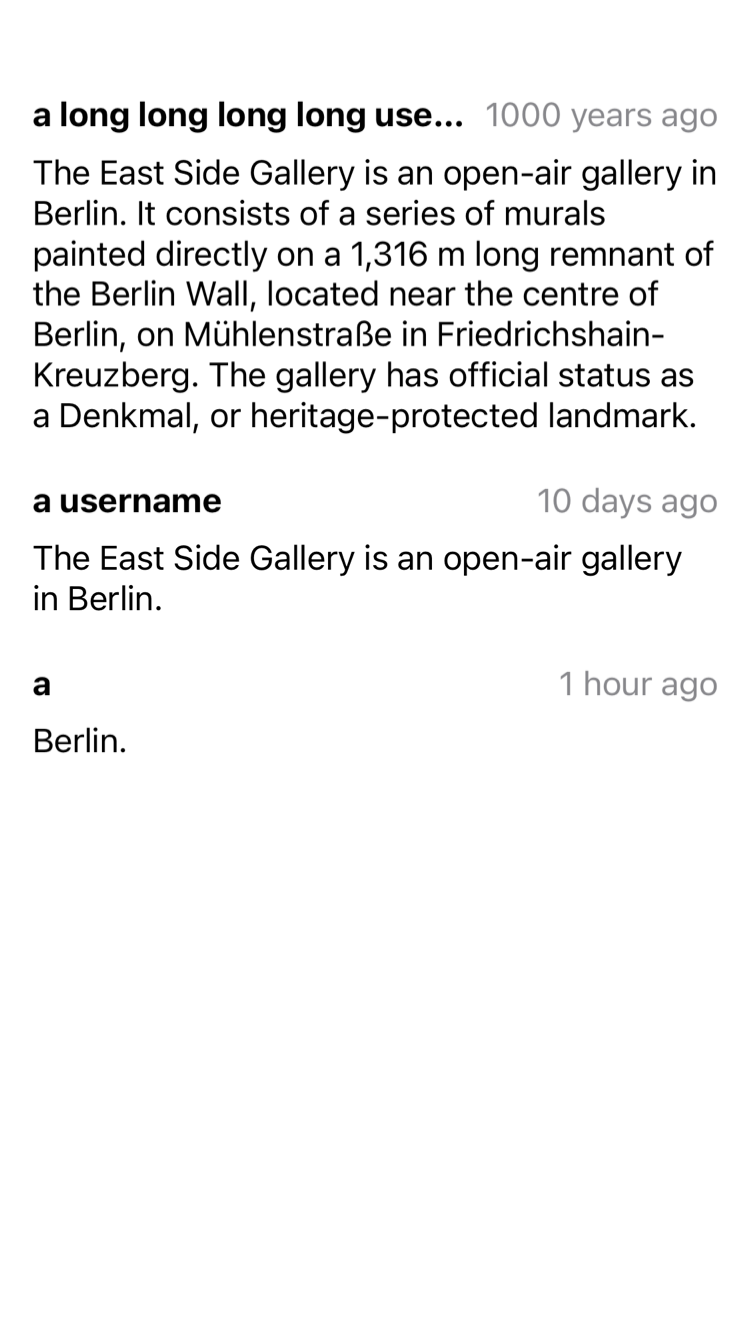 a long long long long use... 1000 years ago
The East Side Gallery is an open-air gallery in
Berlin. It consists of a series of murals
painted directly on a 1,316 m long remnant of
the Berlin Wall, located near the centre of
Berlin, on Mühlenstraße in Friedrichshain-
Kreuzberg. The gallery has official status as
a Denkmal, or heritage-protected landmark.
a username 10 days ago
The East Side Gallery is an open-air gallery
in Berlin.
a 1 hour ago
Berlin.